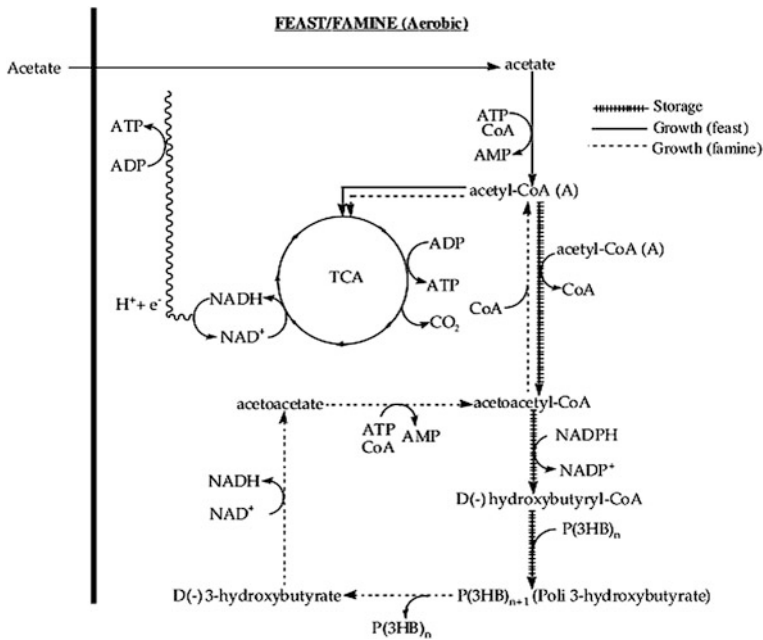 FEAST/FAMINE (Aerobic)
Acetate
acetate
ATP
ADP
ATP
CoA
AMP
Storage
Growth (feast)
Growth (famine)
acetyl-CoA (A)
TCA
ADP
ATP
acetyl-CoA (A)
CoA
CoA
H⁺+ e⁻
NADH
NAD⁺
CO₂
acetoacetate
ATP
CoA
AMP
acetoacetyl-CoA
NADPH
NADP⁺
NADH
NAD⁺
D(-) hydroxybutyryl-CoA
P(3HB)ₙ
D(-) 3-hydroxybutyrate
P(3HB)ₙ
P(3HB)ₙ₊₁ (Poli 3-hydroxybutyrate)